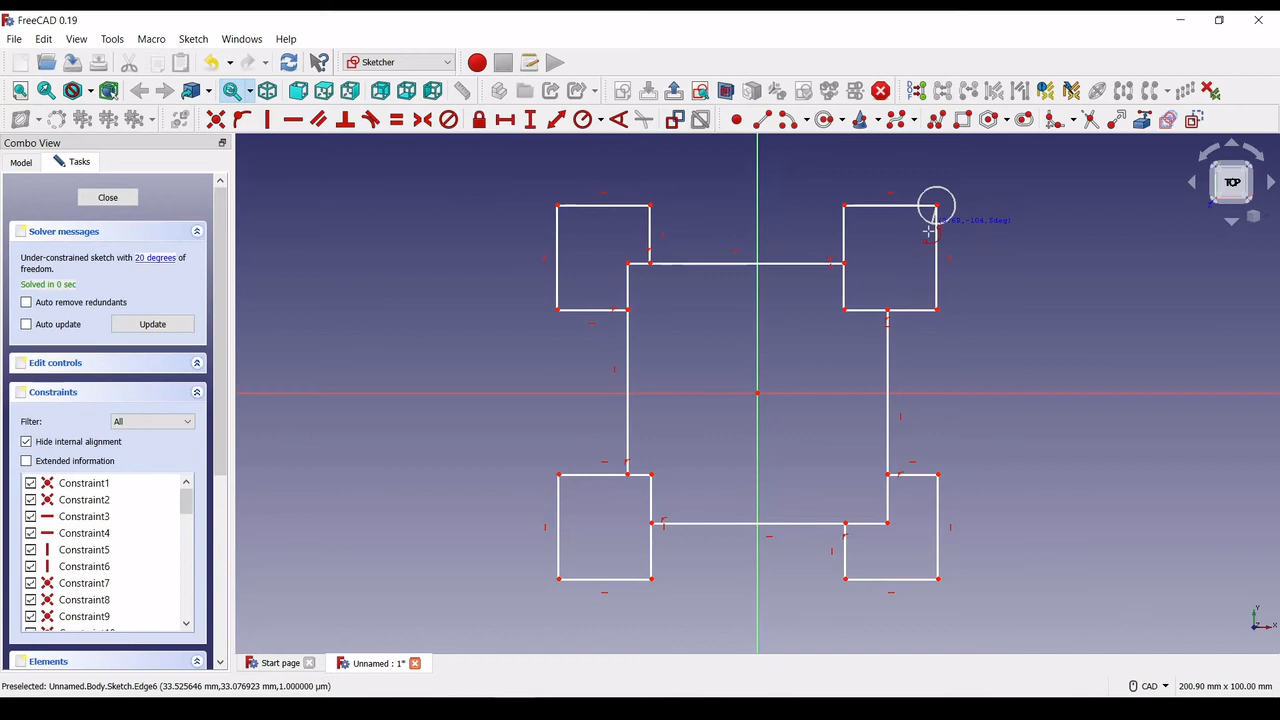 FreeCAD 0.19
File Edit View Tools Macro Sketch Windows Help
Sketcher
Combo View
Model Tasks
Close
Solver messages
Under-constrained sketch with 20 degrees of
freedom.
Solved in 0 sec
Auto remove redundants
Auto update Update
Edit controls
Constraints
Filter: All
Hide internal alignment
Extended information
Constraint1
Constraint2
Constraint3
Constraint4
Constraint5
Constraint6
Constraint7
Constraint8
Constraint9
Elements
TOP
Y
X
Start page Unnamed : 1*
Preselected: Unnamed.Body.Sketch.Edge6 (33.525646 mm,33.076923 mm,1.000000 µm) CAD 200.90 mm x 100.00 mm